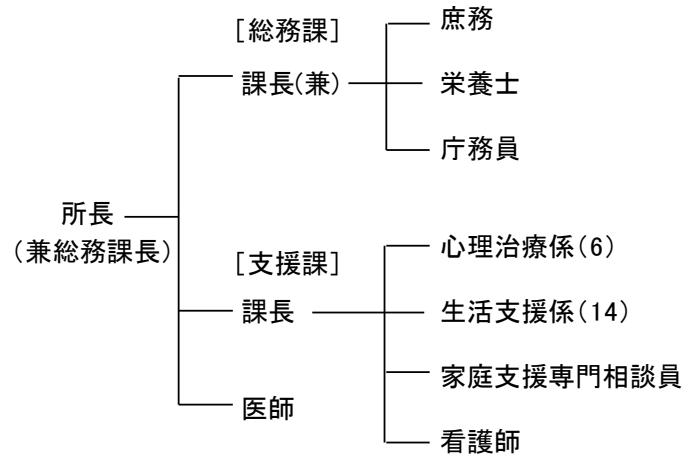 [総務課]
庶務
課長(兼)
栄養士
庁務員
所長
(兼総務課長)
[支援課]
心理治療係(6)
課長
生活支援係(14)
家庭支援専門相談員
医師
看護師